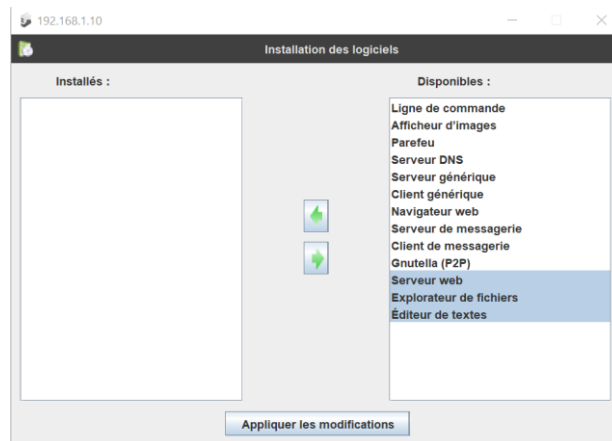 192.168.1.10
Installation des logiciels
Installés :
Disponibles :
Ligne de commande
Afficheur d'images
Parefeu
Serveur DNS
Serveur générique
Client générique
Navigateur web
Serveur de messagerie
Client de messagerie
Gnutella (P2P)
Serveur web
Explorateur de fichiers
Éditeur de textes
Appliquer les modifications